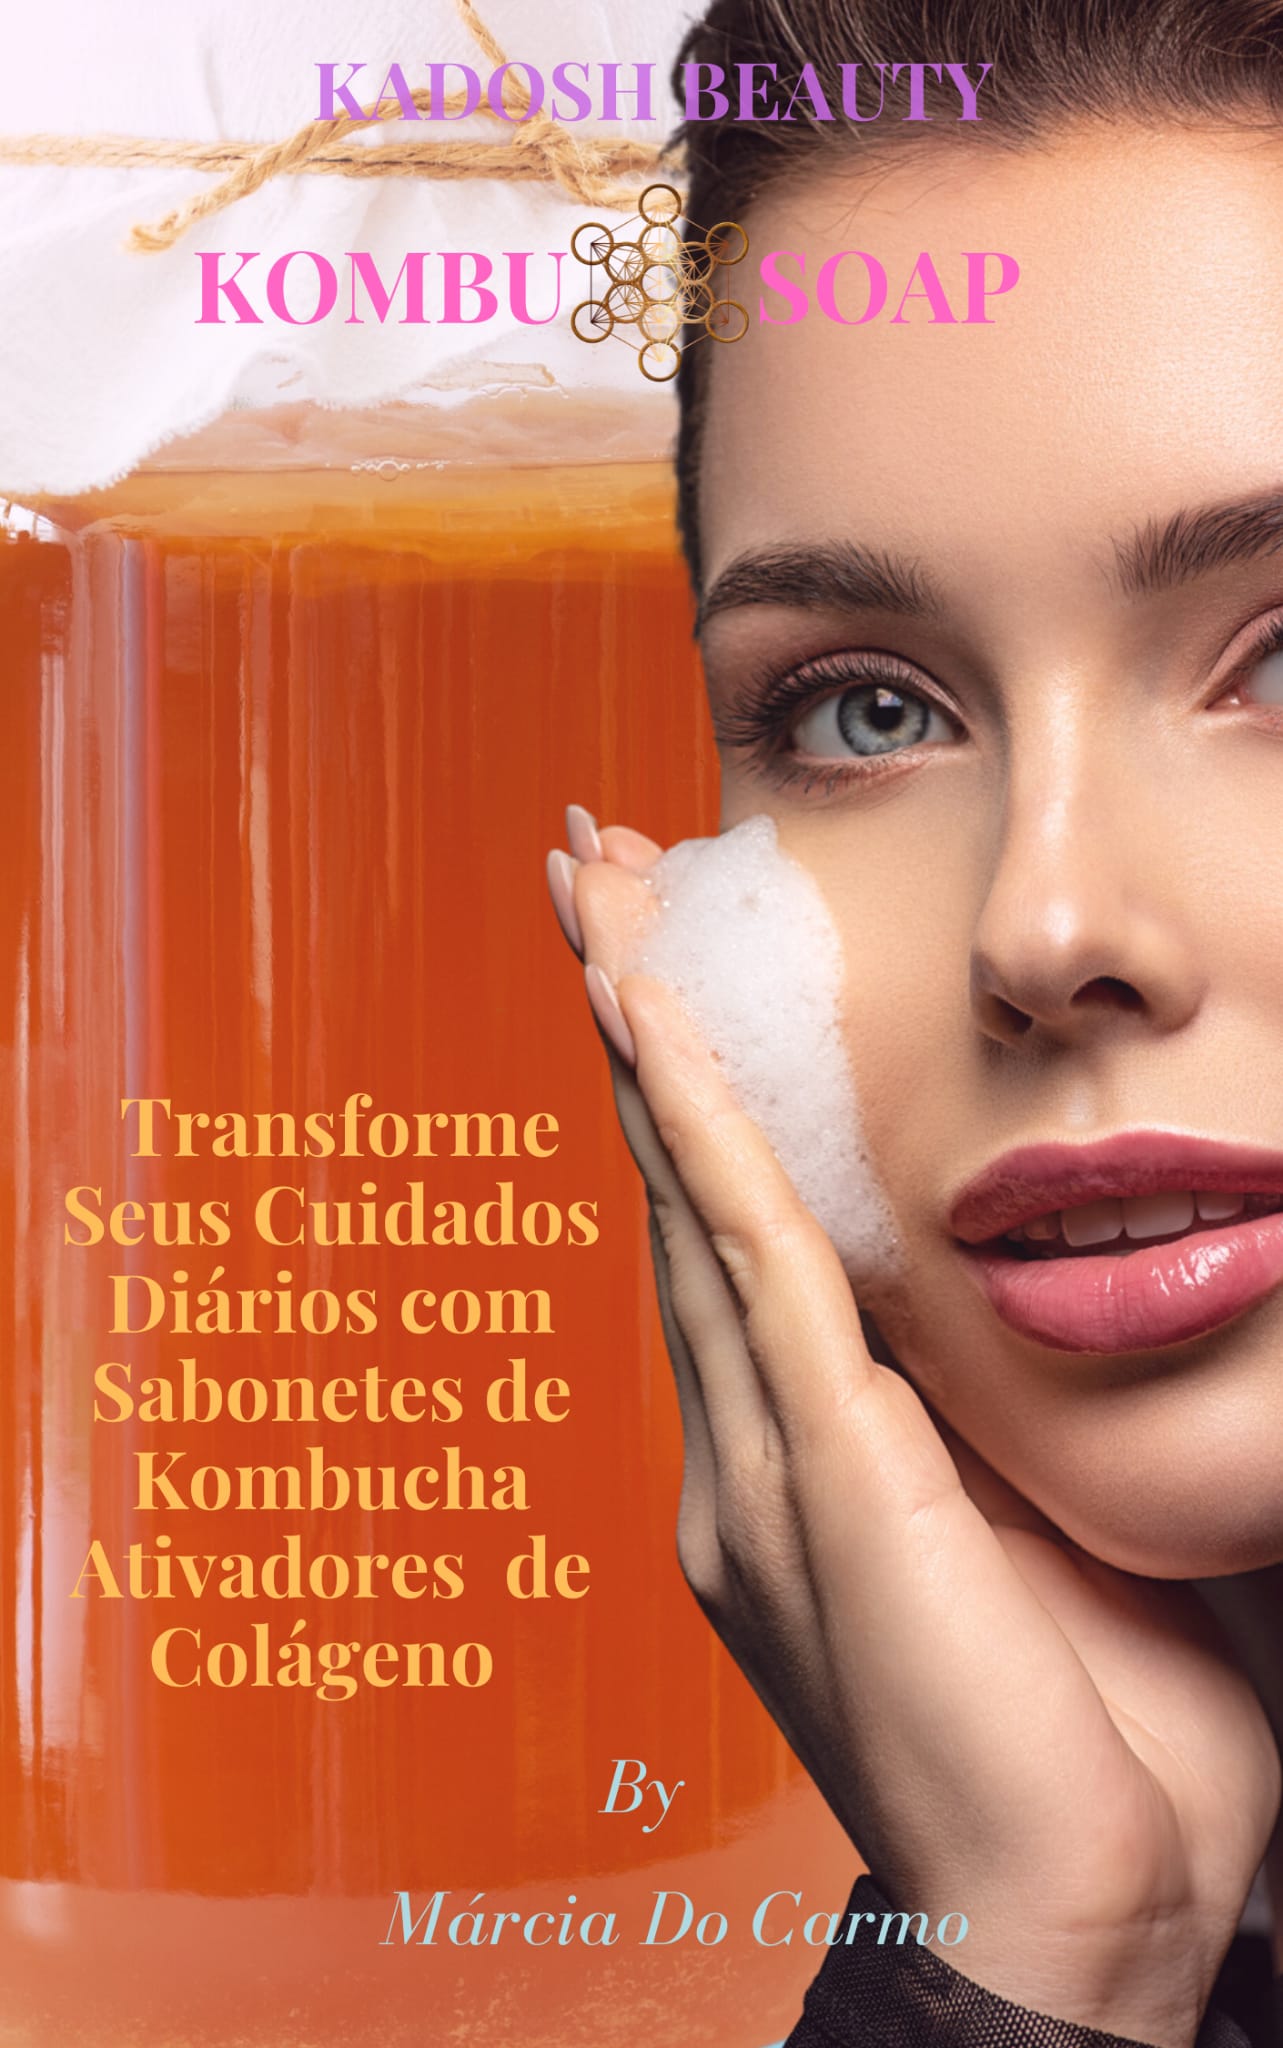 KADOSH BEAUTY
KOMBU SOAP
Transforme
Seus Cuidados
Diários com
Sabonetes de
Kombucha
Ativadores de
Colágeno
By
Márcia Do Carmo